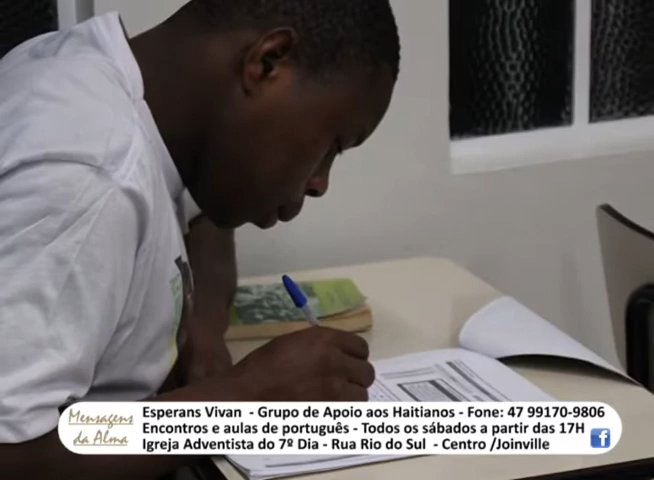 Mensagens
da Alma
Esperans Vivan - Grupo de Apoio aos Haitianos - Fone: 47 99170-9806
Encontros e aulas de português - Todos os sábados a partir das 17H
Igreja Adventista do 7º Dia - Rua Rio do Sul - Centro /Joinville
f